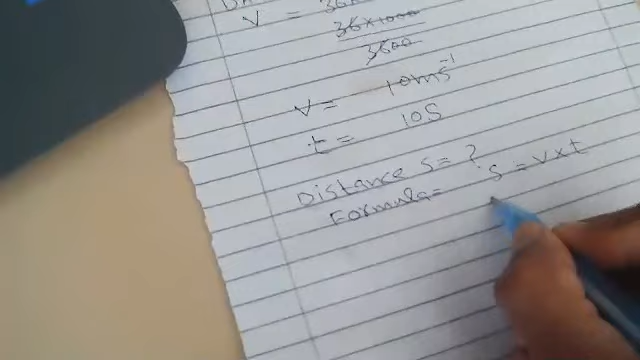 V =
36×1000
3600
V = 10ms⁻¹
t = 10S
Distance S = ?
Formula = S = V×t